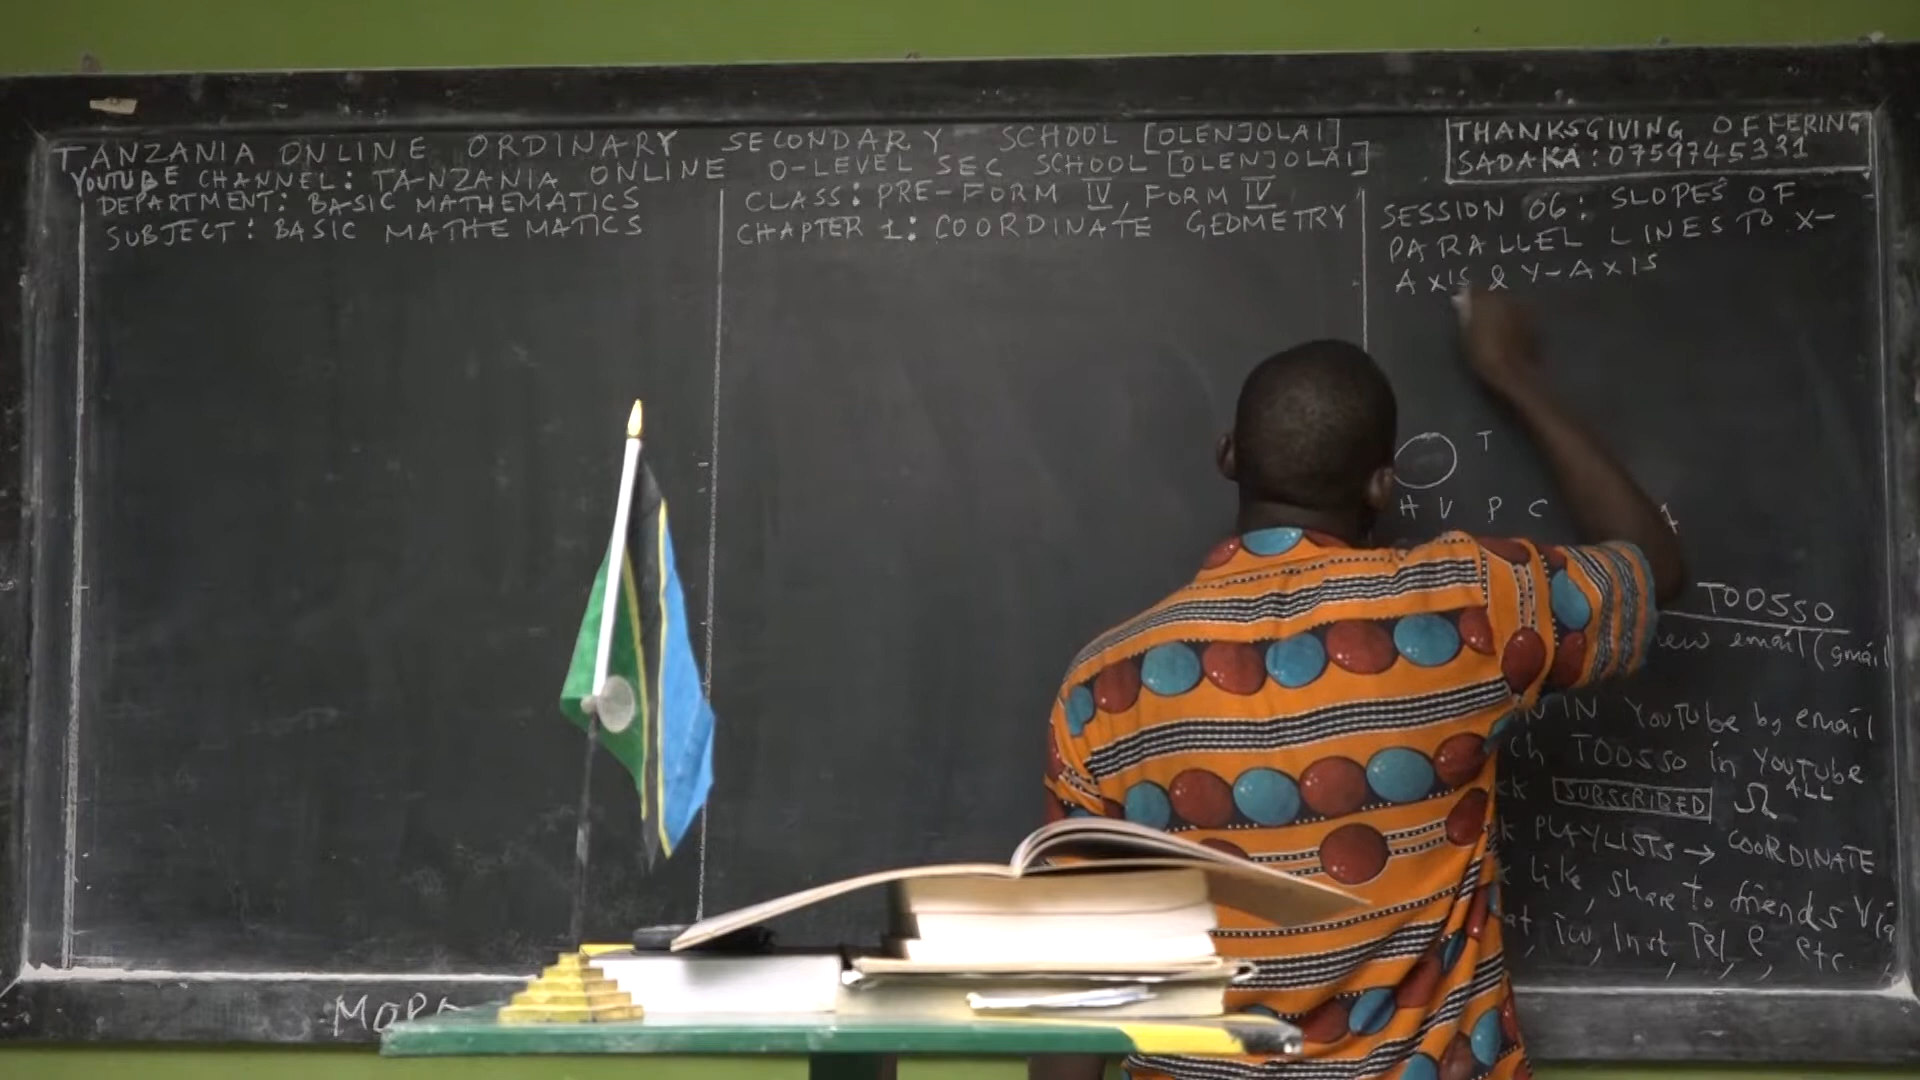 TANZANIA ONLINE ORDINARY SECONDARY SCHOOL [OLENJOLAI]
YOUTUBE CHANNEL: TANZANIA ONLINE O-LEVEL SEC SCHOOL [OLENJOLAI]
DEPARTMENT: BASIC MATHEMATICS
SUBJECT: BASIC MATHEMATICS
CLASS: PRE-FORM IV, FORM IV
CHAPTER 1: COORDINATE GEOMETRY
THANKSGIVING OFFERING
SADAKA: 0759745331
SESSION 06: SLOPES OF
PARALLEL LINES TO X-
AXIS & Y-AXIS
T
H V P C
TOOSSO
new email (gmail
IN YouTube by email
TOOSSO in YouTube
SUBSCRIBED ALL
PLAYLISTS → COORDINATE
like, share to friends Via
Tw, Inst, Tel, P, etc.